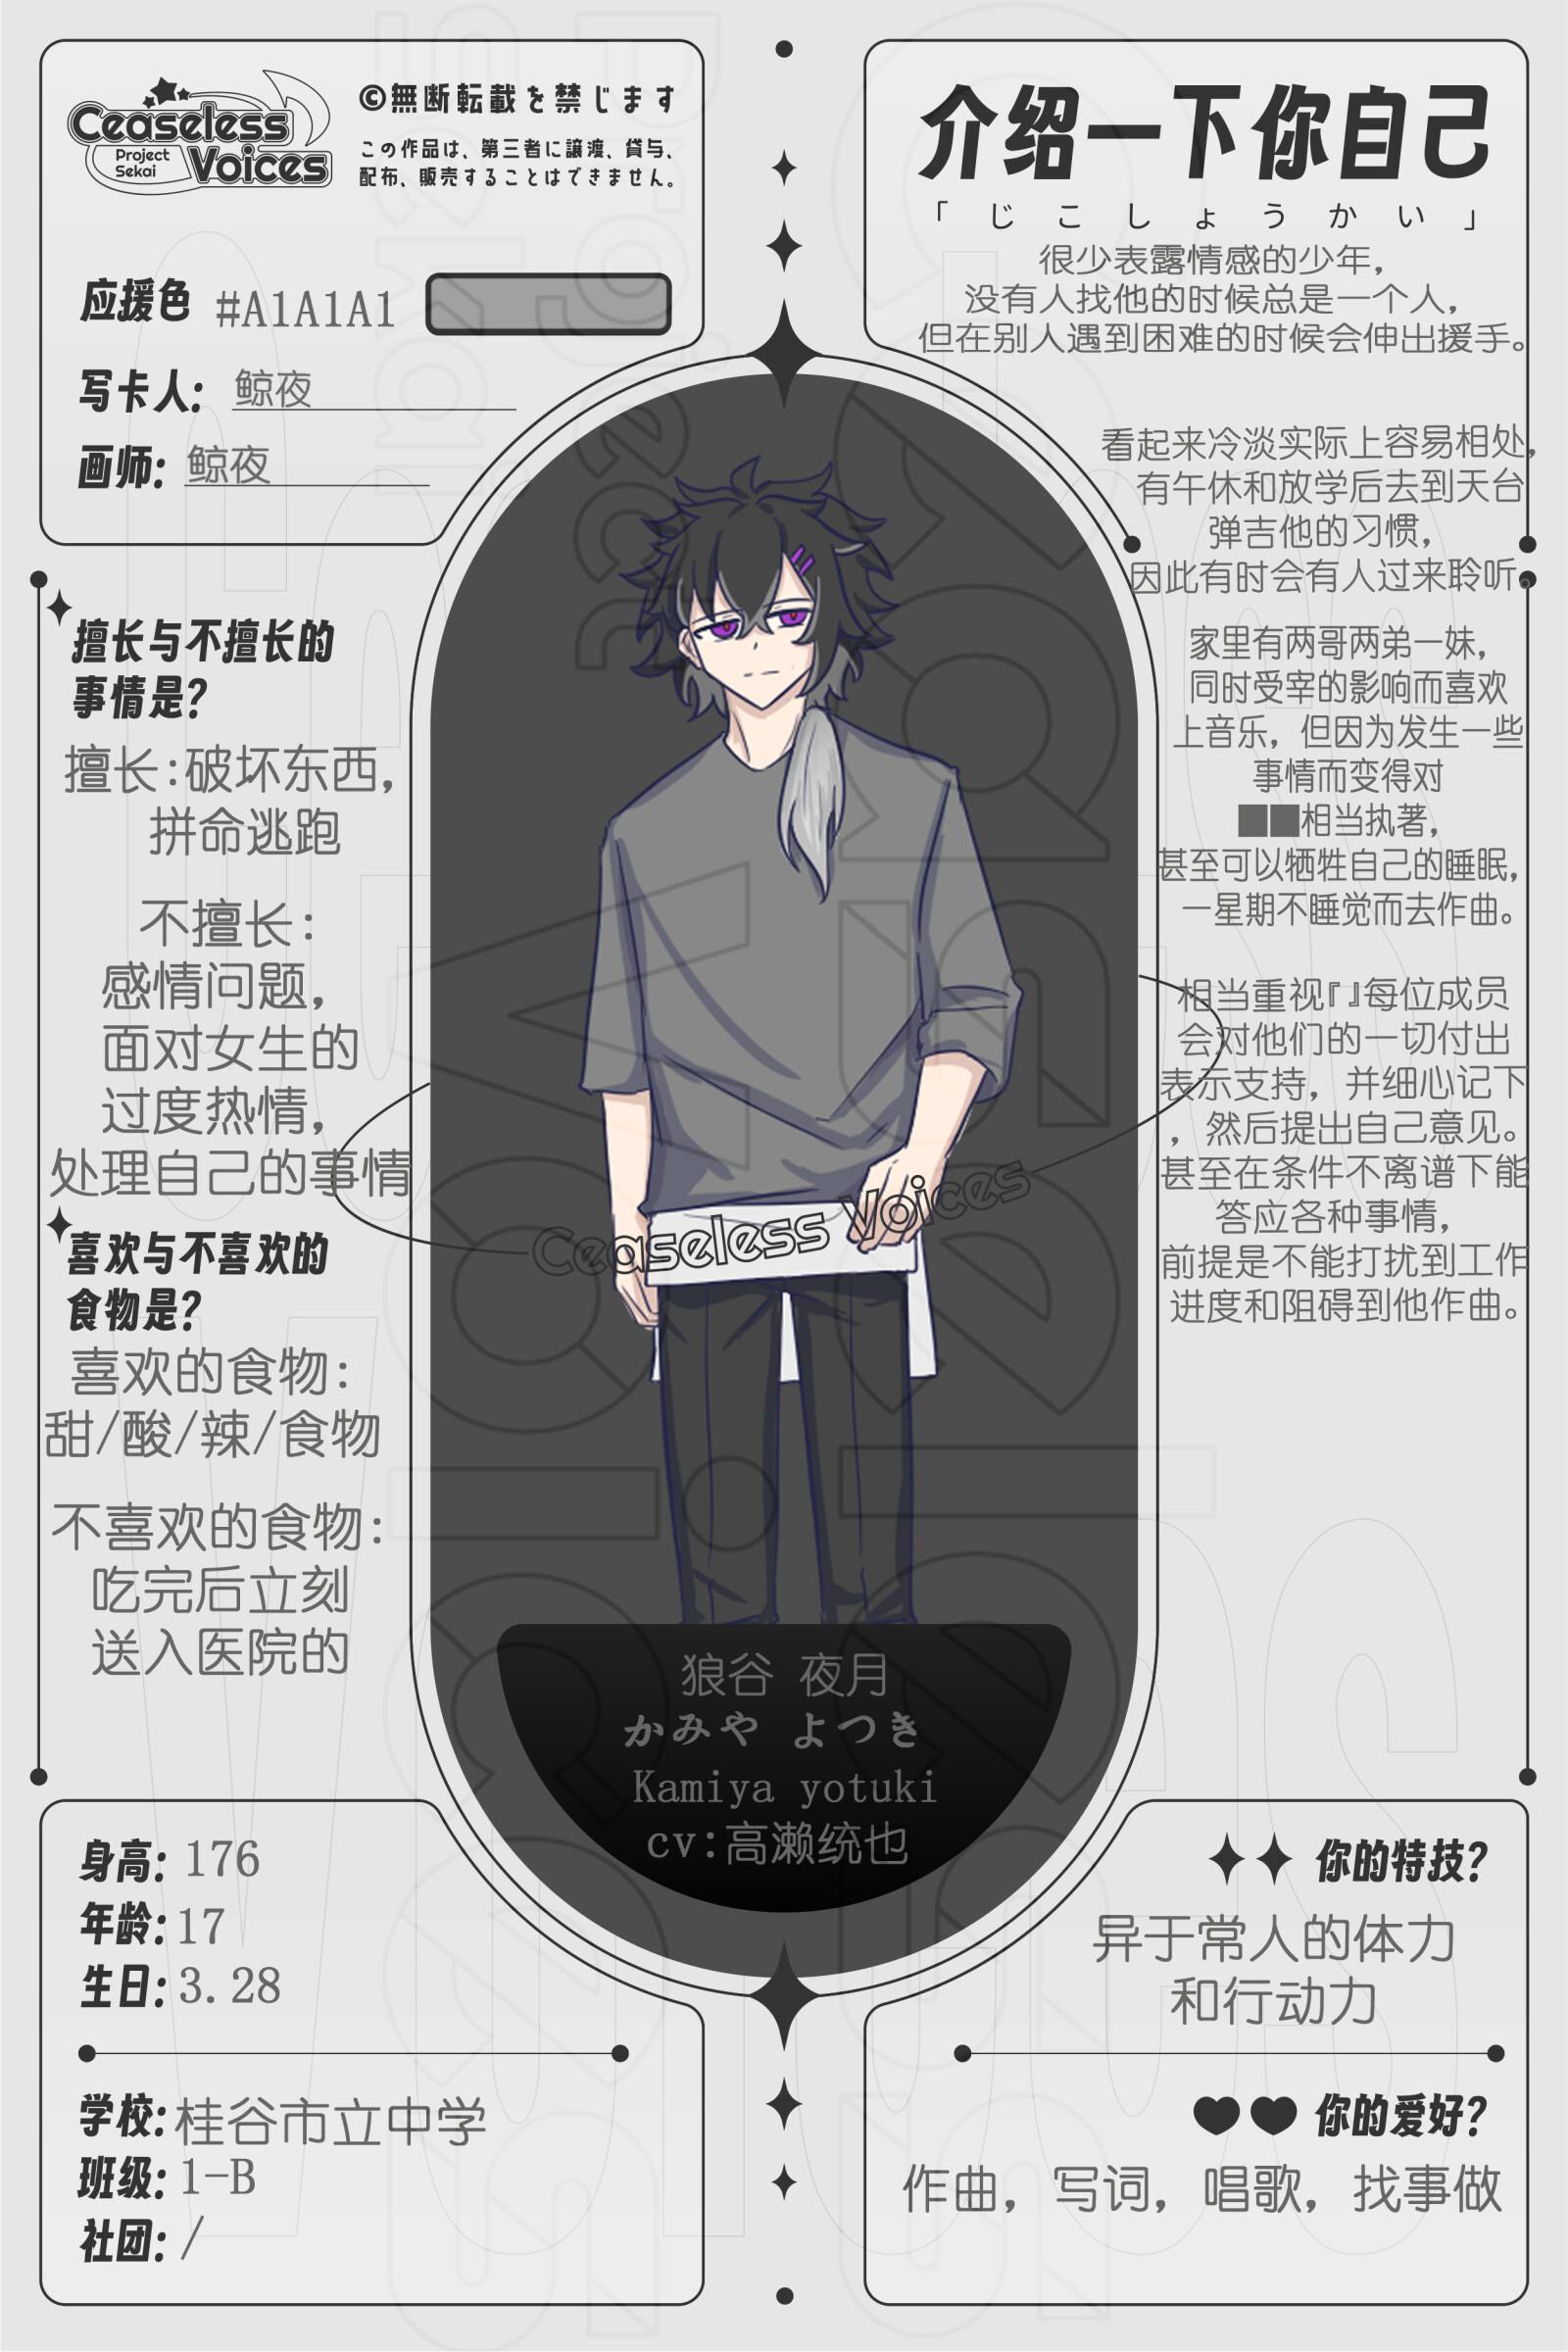 Ceaseless
Project
Sekai
Voices
©無断転載を禁じます
この作品は、第三者に譲渡、貸与、
配布、販売することはできません。
应援色 #A1A1A1
写卡人: 鲸夜
画师: 鲸夜
介绍一下你自己
「じこしょうかい」
很少表露情感的少年，
没有人找他的时候总是一个人，
但在别人遇到困难的时候会伸出援手。
看起来冷淡实际上容易相处，
有午休和放学后去到天台
弹吉他的习惯，
因此有时会有人过来聆听。
家里有两哥两弟一妹，
同时受宰的影响而喜欢
上音乐，但因为发生一些
事情而变得对
■■相当执著，
甚至可以牺牲自己的睡眠，
一星期不睡觉而去作曲。
相当重视『』每位成员
会对他们的一切付出
表示支持，并细心记下
，然后提出自己意见。
甚至在条件不离谱下能
答应各种事情，
前提是不能打扰到工作
进度和阻碍到他作曲。
擅长与不擅长的
事情是?
擅长:破坏东西，
拼命逃跑
不擅长:
感情问题，
面对女生的
过度热情，
处理自己的事情
喜欢与不喜欢的
食物是?
喜欢的食物:
甜/酸/辣/食物
不喜欢的食物:
吃完后立刻
送入医院的
Ceaseless Voices
狼谷 夜月
かみや よつき
Kamiya yotuki
cv:高濑统也
身高: 176
年龄: 17
生日: 3.28
学校: 桂谷市立中学
班级: 1-B
社团: /
你的特技?
异于常人的体力
和行动力
你的爱好?
作曲，写词，唱歌，找事做